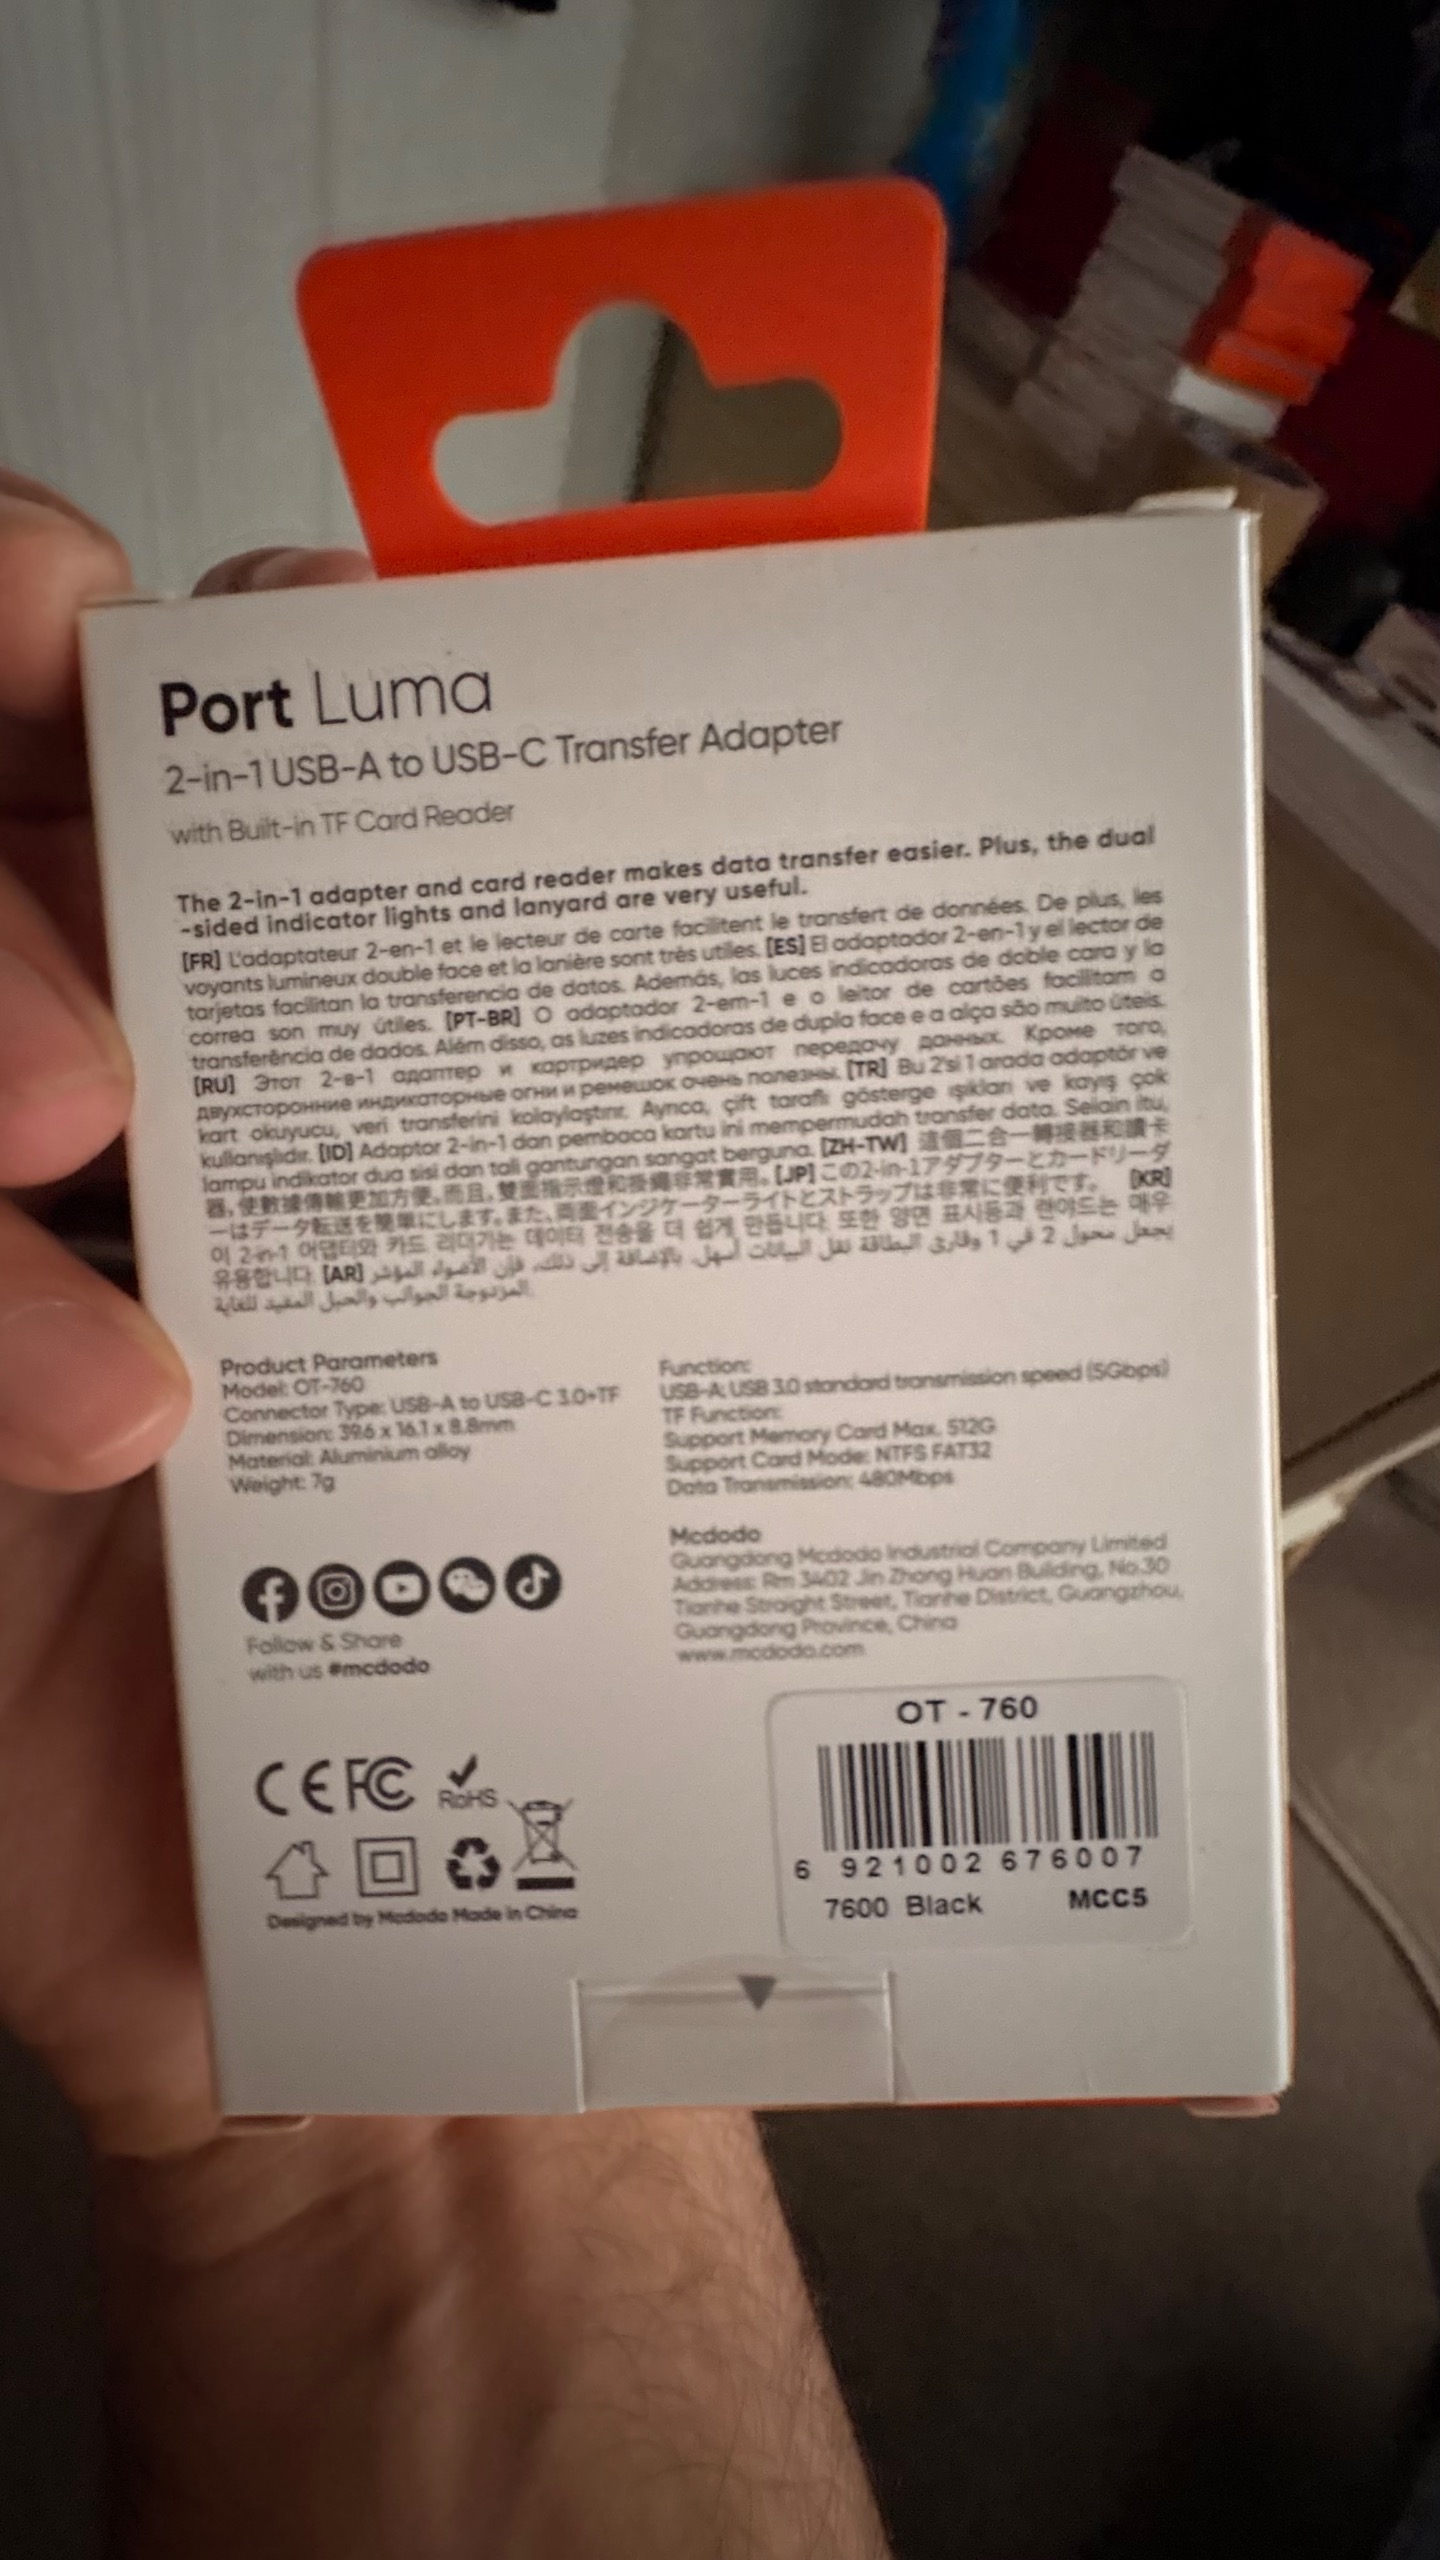 Port Luma
2-in-1 USB-A to USB-C Transfer Adapter
with Built-in TF Card Reader
The 2-in-1 adapter and card reader makes data transfer easier. Plus, the dual
-sided indicator lights and lanyard are very useful.
[FR] L'adaptateur 2-en-1 et le lecteur de carte facilitent le transfert de données. De plus, les
voyants lumineux double face et la lanière sont très utiles. [ES] El adaptador 2-en-1 y el lector de
tarjetas facilitan la transferencia de datos. Además, las luces indicadoras de doble cara y la
correa son muy útiles. [PT-BR] O adaptador 2-em-1 e o leitor de cartões facilitam a
transferência de dados. Além disso, as luzes indicadoras de dupla face e a alça são muito úteis.
[RU] Этот 2-в-1 адаптер и картридер упрощают передачу данных. Кроме того,
двухсторонние индикаторные огни и ремешок очень полезны. [TR] Bu 2'si 1 arada adaptör ve
kart okuyucu, veri transferini kolaylaştırır. Ayrıca, çift taraflı gösterge ışıkları ve kayış çok
kullanışlıdır. [ID] Adaptor 2-in-1 dan pembaca kartu ini mempermudah transfer data. Selain itu,
lampu indikator dua sisi dan tali gantungan sangat berguna. [ZH-TW] 這個二合一轉接器和讀卡
器，使數據傳輸更加方便。而且，雙面指示燈和掛繩非常實用。[JP] この2-in-1アダプターとカードリーダ
ーはデータ転送を簡単にします。また、両面インジケーターライトとストラップは非常に便利です。 [KR]
이 2-in-1 어댑터와 카드 리더기는 데이터 전송을 더 쉽게 만듭니다. 또한 양면 표시등과 랜야드는 매우
유용합니다. [AR] يجعل محول 2 في 1 وقارئ البطاقة نقل البيانات أسهل. بالإضافة إلى ذلك، فإن الأضواء المؤشر
المزدوجة الجوانب والحبل المفيد للغاية.
Product Parameters
Model: OT-760
Connector Type: USB-A to USB-C 3.0+TF
Dimension: 39.6 x 16.1 x 8.8mm
Material: Aluminium alloy
Weight: 7g
Function:
USB-A: USB 3.0 standard transmission speed (5Gbps)
TF Function:
Support Memory Card Max. 512G
Support Card Mode: NTFS FAT32
Data Transmission: 480Mbps
Mcdodo
Guangdong Mcdodo Industrial Company Limited
Address: Rm 3402 Jin Zhong Huan Building, No.30
Tianhe Straight Street, Tianhe District, Guangzhou,
Guangdong Province, China
www.mcdodo.com
Follow & Share
with us #mcdodo
CE FC
RoHS
Designed by Mcdodo Made in China
OT - 760
6 921002 676007
7600 Black MCC5